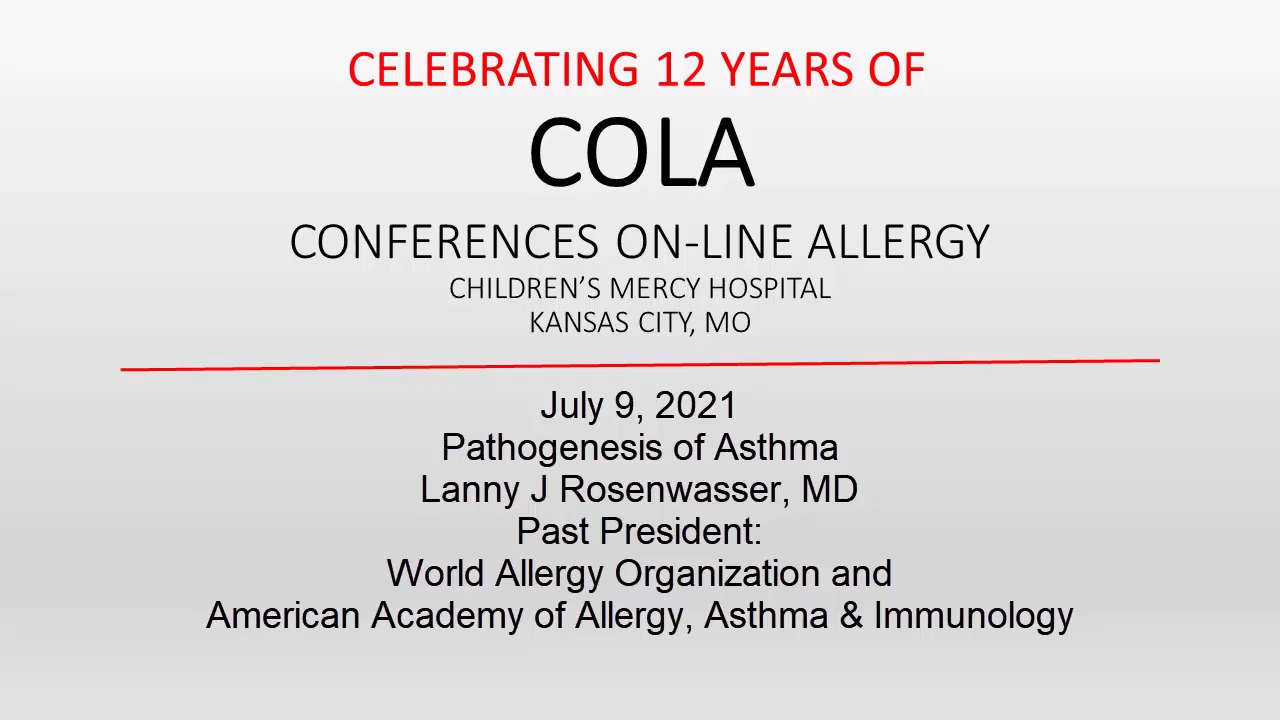 CELEBRATING 12 YEARS OF
COLA
CONFERENCES ON-LINE ALLERGY
CHILDREN’S MERCY HOSPITAL
KANSAS CITY, MO
July 9, 2021
Pathogenesis of Asthma
Lanny J Rosenwasser, MD
Past President:
World Allergy Organization and
American Academy of Allergy, Asthma & Immunology